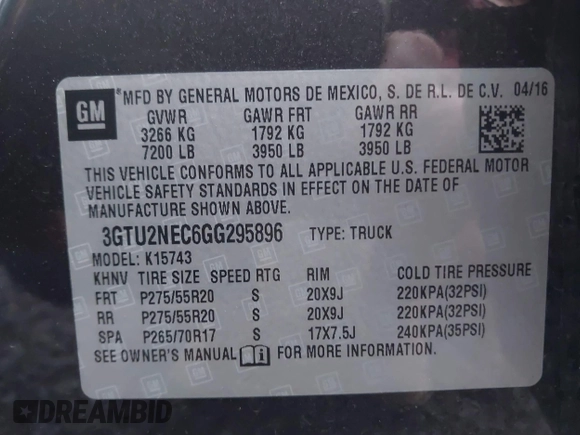 GM MFD BY GENERAL MOTORS DE MEXICO, S. DE R.L. DE C.V. 04/16
GVWR GAWR FRT GAWR RR
3266 KG 1792 KG 1792 KG
7200 LB 3950 LB 3950 LB
THIS VEHICLE CONFORMS TO ALL APPLICABLE U.S. FEDERAL MOTOR
VEHICLE SAFETY STANDARDS IN EFFECT ON THE DATE OF
MANUFACTURE SHOWN ABOVE.
3GTU2NEC6GG295896 TYPE: TRUCK
MODEL: K15743
KHNV TIRE SIZE SPEED RTG RIM COLD TIRE PRESSURE
FRT P275/55R20 S 20X9J 220KPA(32PSI)
RR P275/55R20 S 20X9J 220KPA(32PSI)
SPA P265/70R17 S 17X7.5J 240KPA(35PSI)
SEE OWNER'S MANUAL FOR MORE INFORMATION.
DREAMBID